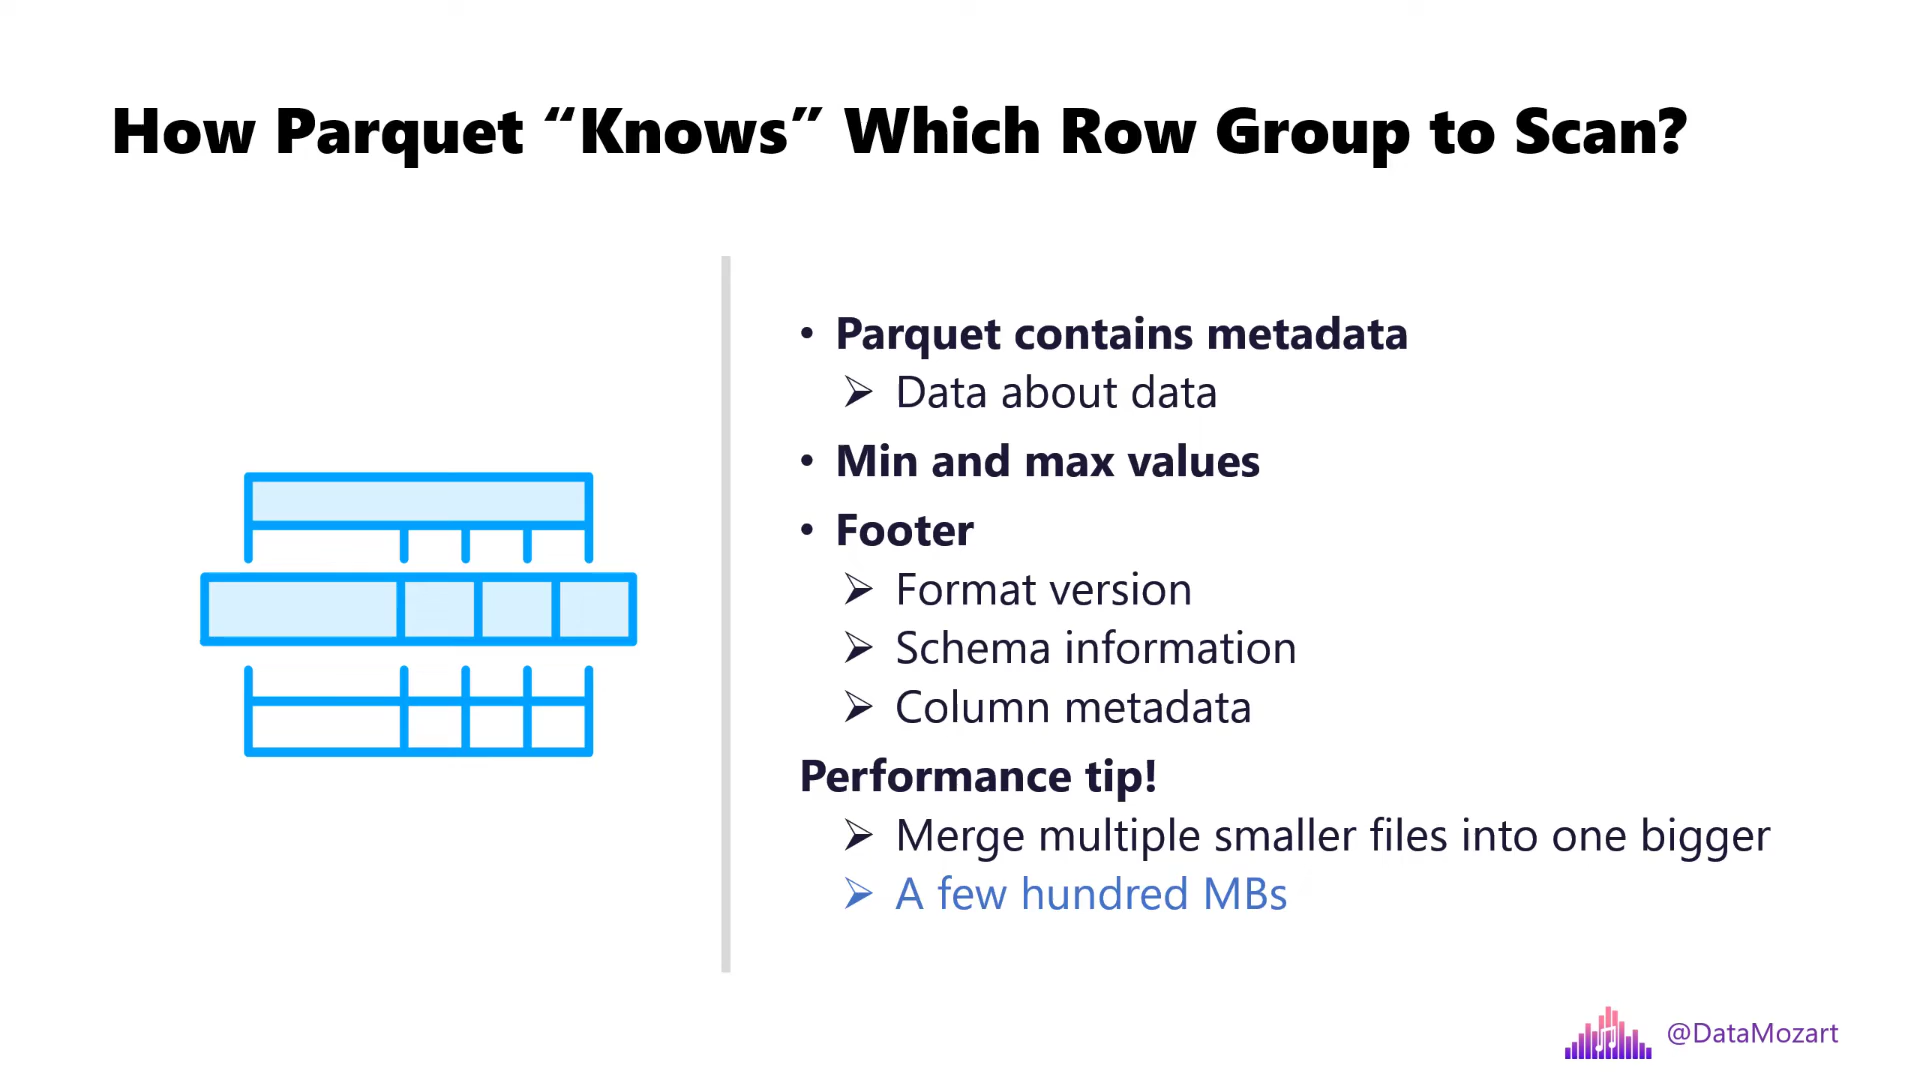 How Parquet “Knows” Which Row Group to Scan?
• Parquet contains metadata
➢ Data about data
• Min and max values
• Footer
➢ Format version
➢ Schema information
➢ Column metadata
Performance tip!
➢ Merge multiple smaller files into one bigger
➢ A few hundred MBs
@DataMozart